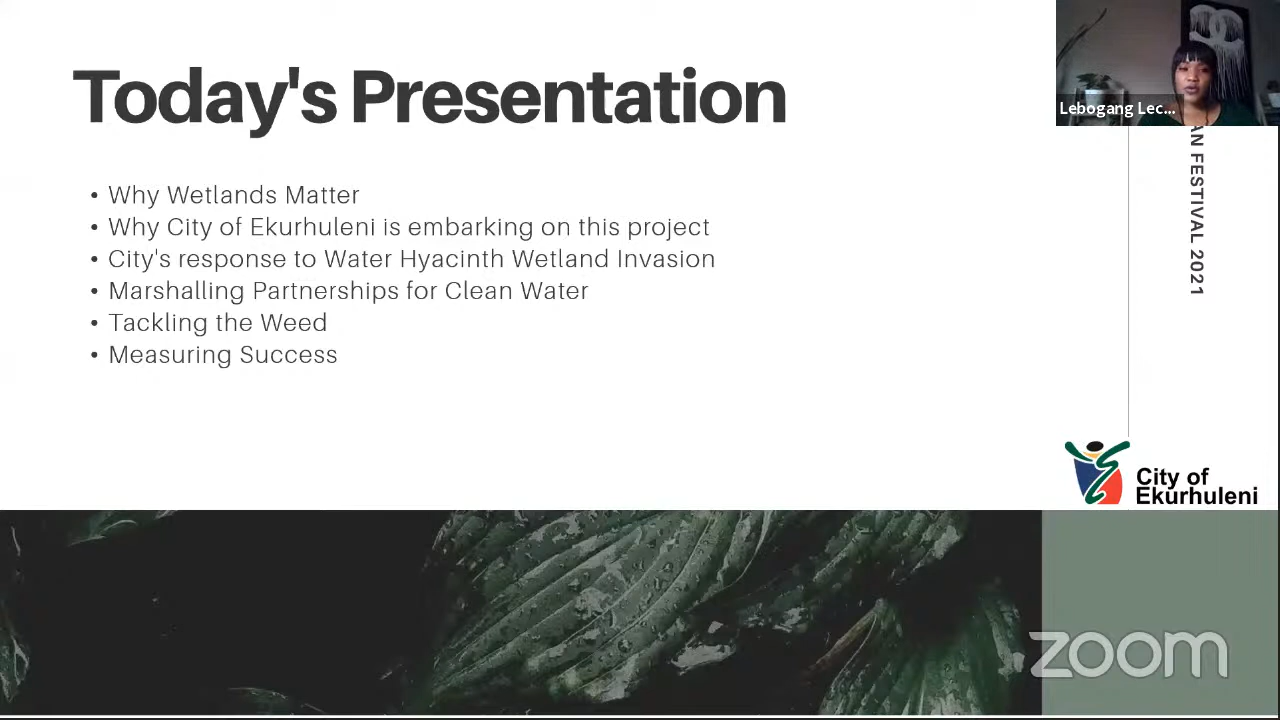 Today's Presentation
• Why Wetlands Matter
• Why City of Ekurhuleni is embarking on this project
• City's response to Water Hyacinth Wetland Invasion
• Marshalling Partnerships for Clean Water
• Tackling the Weed
• Measuring Success
Lebogang Lec...
AN FESTIVAL 2021
City of
Ekurhuleni
zoom